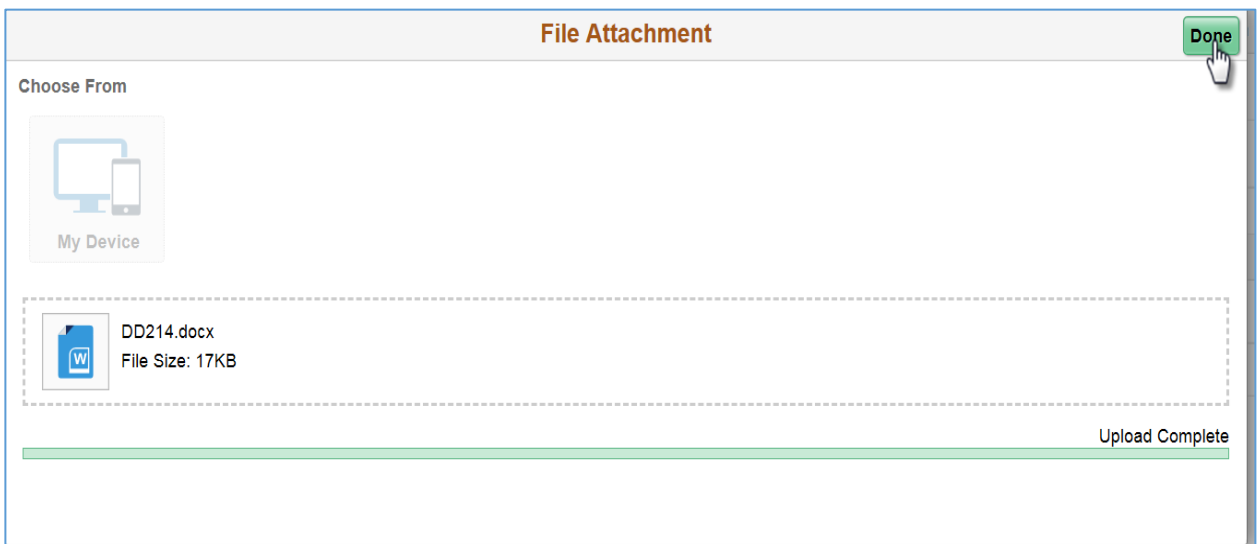 File Attachment
Done
Choose From
My Device
W
DD214.docx
File Size: 17KB
Upload Complete